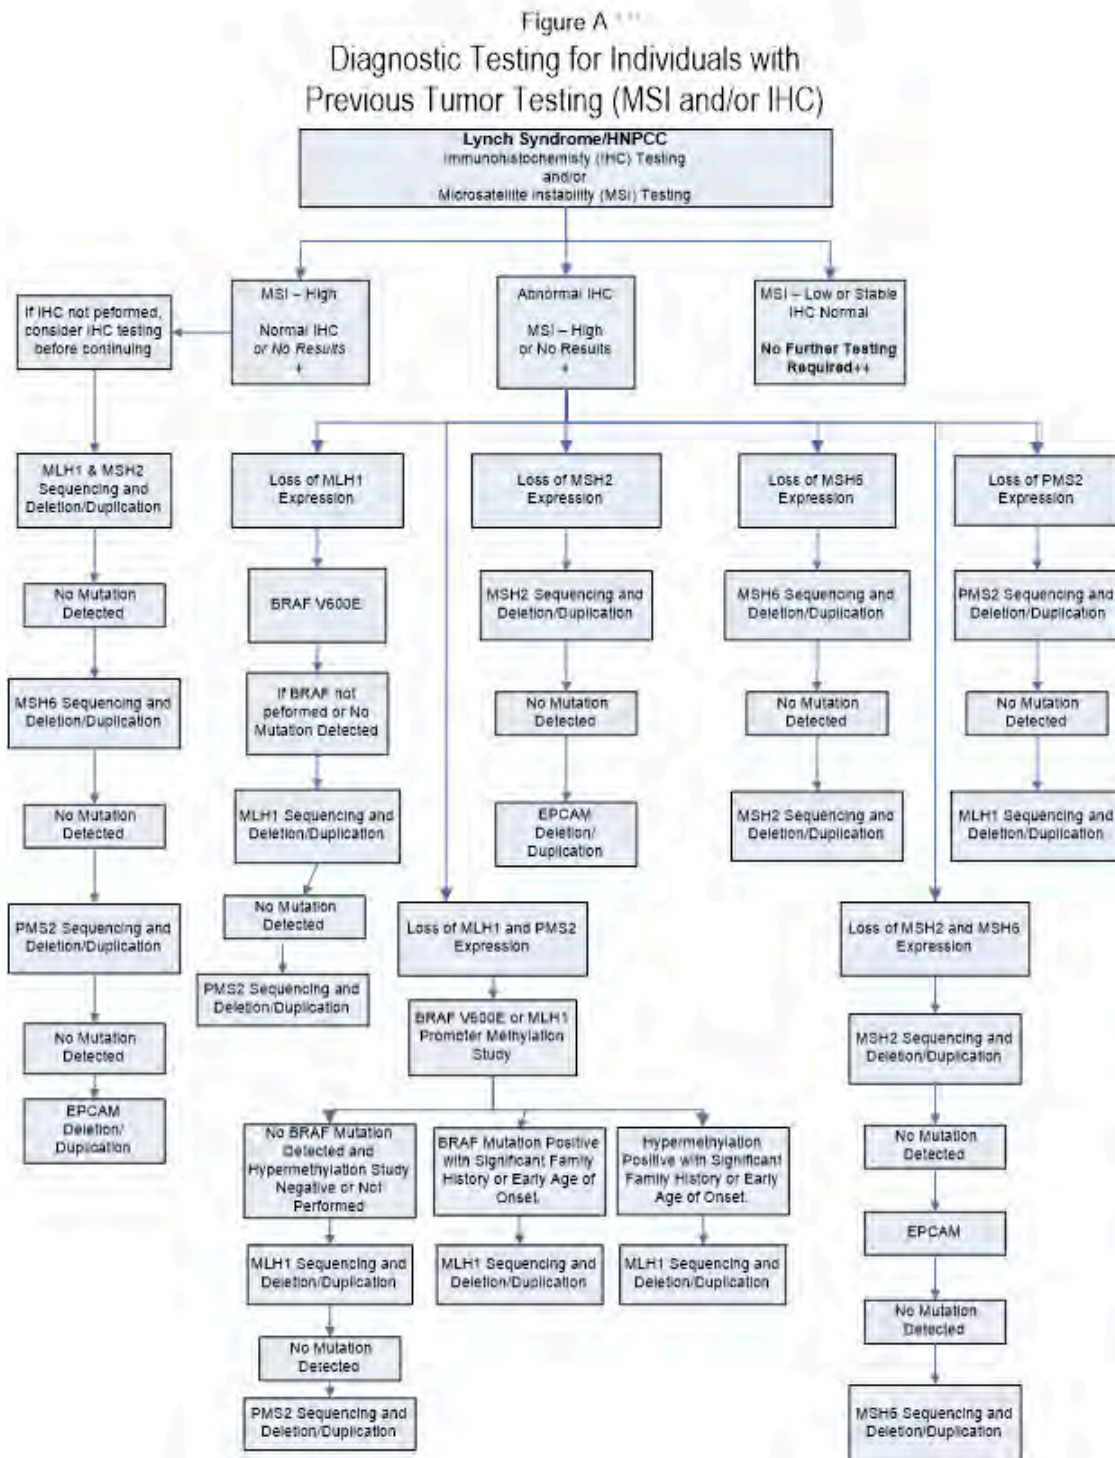 Figure A
Diagnostic Testing for Individuals with
Previous Tumor Testing (MSI and/or IHC)
Lynch Syndrome/HNPCC
Immunohistochemisty (IHC) Testing
and/or
Microsatellite Instability (MSI) Testing
If IHC not peformed,
consider IHC testing
before continuing
MSI – High
Normal IHC
or No Results
+
Abnormal IHC
MSI – High
or No Results
+
MSI – Low or Stable
IHC Normal
No Further Testing
Required++
MLH1 & MSH2
Sequencing and
Deletion/Duplication
No Mutation
Detected
MSH6 Sequencing and
Deletion/Duplication
No Mutation
Detected
PMS2 Sequencing and
Deletion/Duplication
No Mutation
Detected
EPCAM
Deletion/
Duplication
Loss of MLH1
Expression
BRAF V600E
If BRAF not
peformed or No
Mutation Detected
MLH1 Sequencing and
Deletion/Duplication
No Mutation
Detected
PMS2 Sequencing and
Deletion/Duplication
Loss of MSH2
Expression
MSH2 Sequencing and
Deletion/Duplication
No Mutation
Detected
EPCAM
Deletion/
Duplication
Loss of MSH6
Expression
MSH6 Sequencing and
Deletion/Duplication
No Mutation
Detected
MSH2 Sequencing and
Deletion/Duplication
Loss of PMS2
Expression
PMS2 Sequencing and
Deletion/Duplication
No Mutation
Detected
MLH1 Sequencing and
Deletion/Duplication
Loss of MLH1 and PMS2
Expression
BRAF V600E or MLH1
Promoter Methylation
Study
No BRAF Mutation
Detected and
Hypermethylation Study
Negative or Not
Performed
MLH1 Sequencing and
Deletion/Duplication
No Mutation
Detected
PMS2 Sequencing and
Deletion/Duplication
BRAF Mutation Positive
with Significant Family
History or Early Age of
Onset.
MLH1 Sequencing and
Deletion/Duplication
Hypermethylation
Positive with Significant
Family History or Early
Age of Onset.
MLH1 Sequencing and
Deletion/Duplication
Loss of MSH2 and MSH6
Expression
MSH2 Sequencing and
Deletion/Duplication
No Mutation
Detected
EPCAM
No Mutation
Detected
MSH6 Sequencing and
Deletion/Duplication